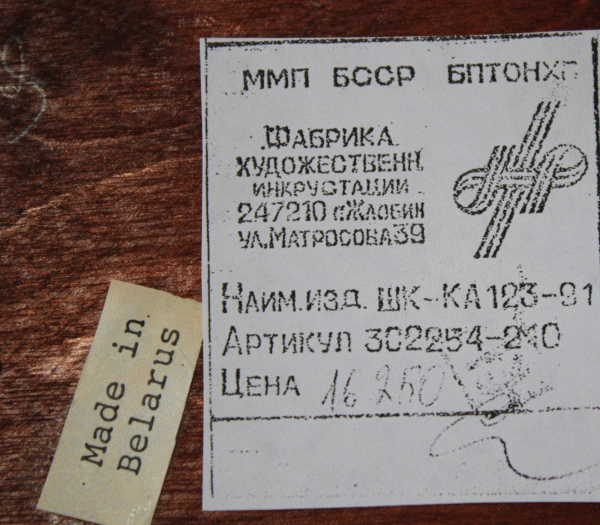 ММП БССР БПТОНХП
ФАБРИКА
ХУДОЖЕСТВЕНН.
ИНКРУСТАЦИИ
247210 г.ЖЛОБИН
УЛ.МАТРОСОВА 39
НАИМ.ИЗД. ШК-КА 123-91
АРТИКУЛ 302254-240
ЦЕНА 16 250
Made in
Belarus